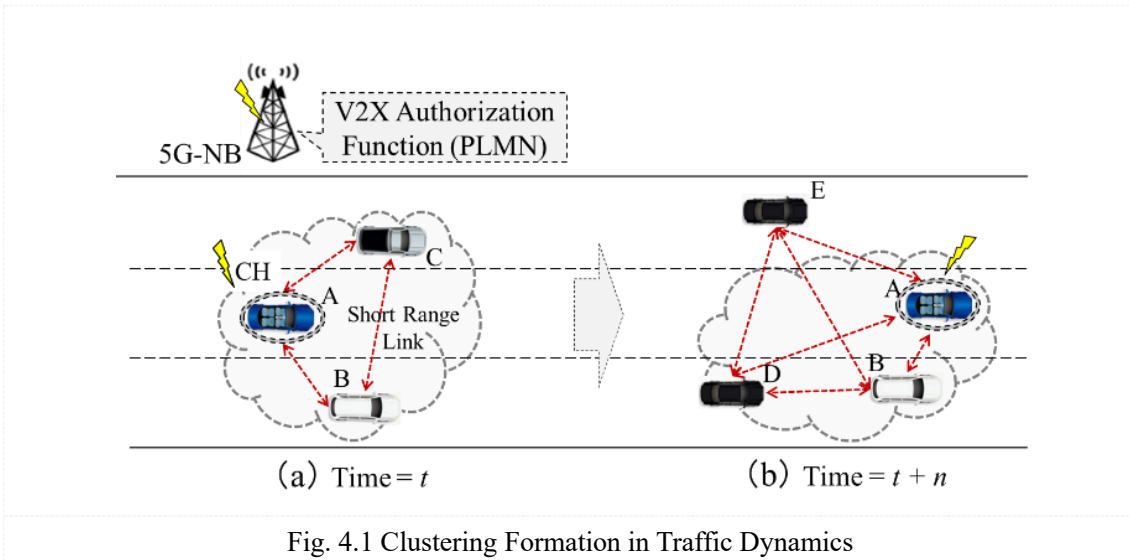 V2X Authorization
Function (PLMN)
5G-NB
E
C
CH
A
A
Short Range
Link
B
B
D
(a) Time = t
(b) Time = t + n
Fig. 4.1 Clustering Formation in Traffic Dynamics